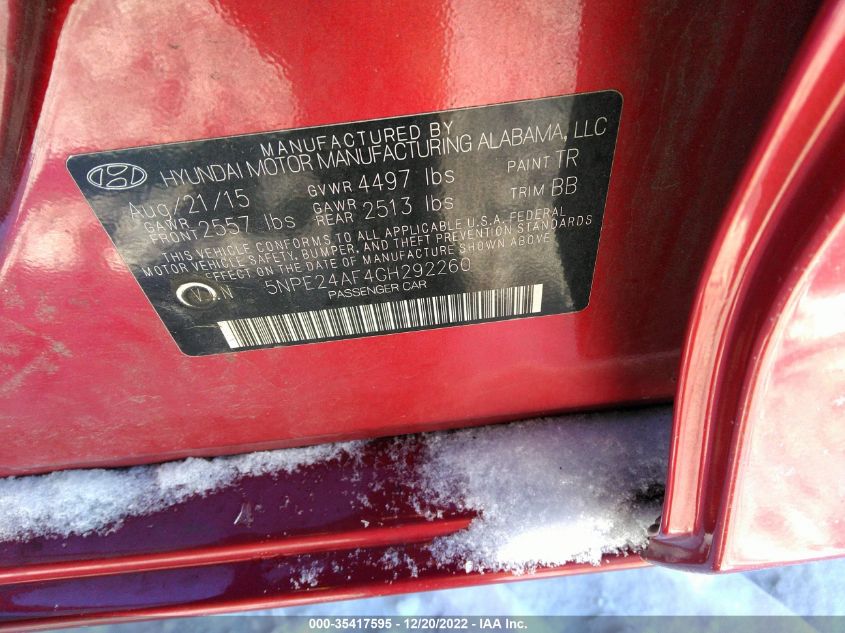 MANUFACTURED BY
HYUNDAI MOTOR MANUFACTURING ALABAMA, LLC
Aug/21/15 GVWR 4497 lbs PAINT TR
GAWR FRONT 2557 lbs GAWR REAR 2513 lbs TRIM BB
THIS VEHICLE CONFORMS TO ALL APPLICABLE U.S.A. FEDERAL
MOTOR VEHICLE SAFETY, BUMPER, AND THEFT PREVENTION STANDARDS
EFFECT ON THE DATE OF MANUFACTURE SHOWN ABOVE
V.I.N 5NPE24AF4GH292260
PASSENGER CAR
000-35417595 - 12/20/2022 - IAA Inc.